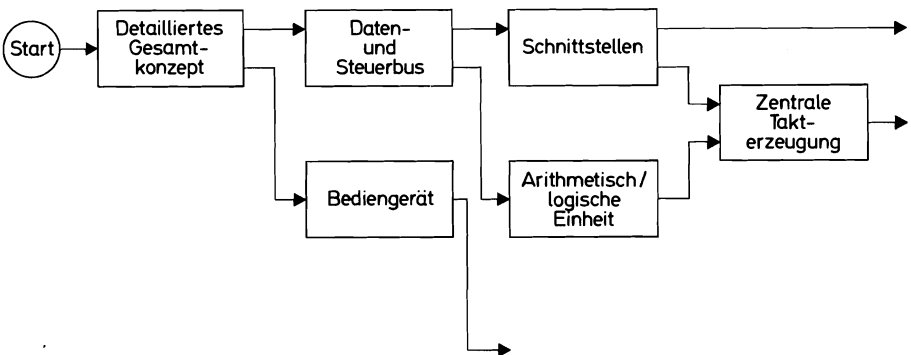 Start
Detailliertes
Gesamt-
konzept
Daten-
und
Steuerbus
Schnittstellen
Zentrale
Takt-
erzeugung
Bediengerät
Arithmetisch/
logische
Einheit